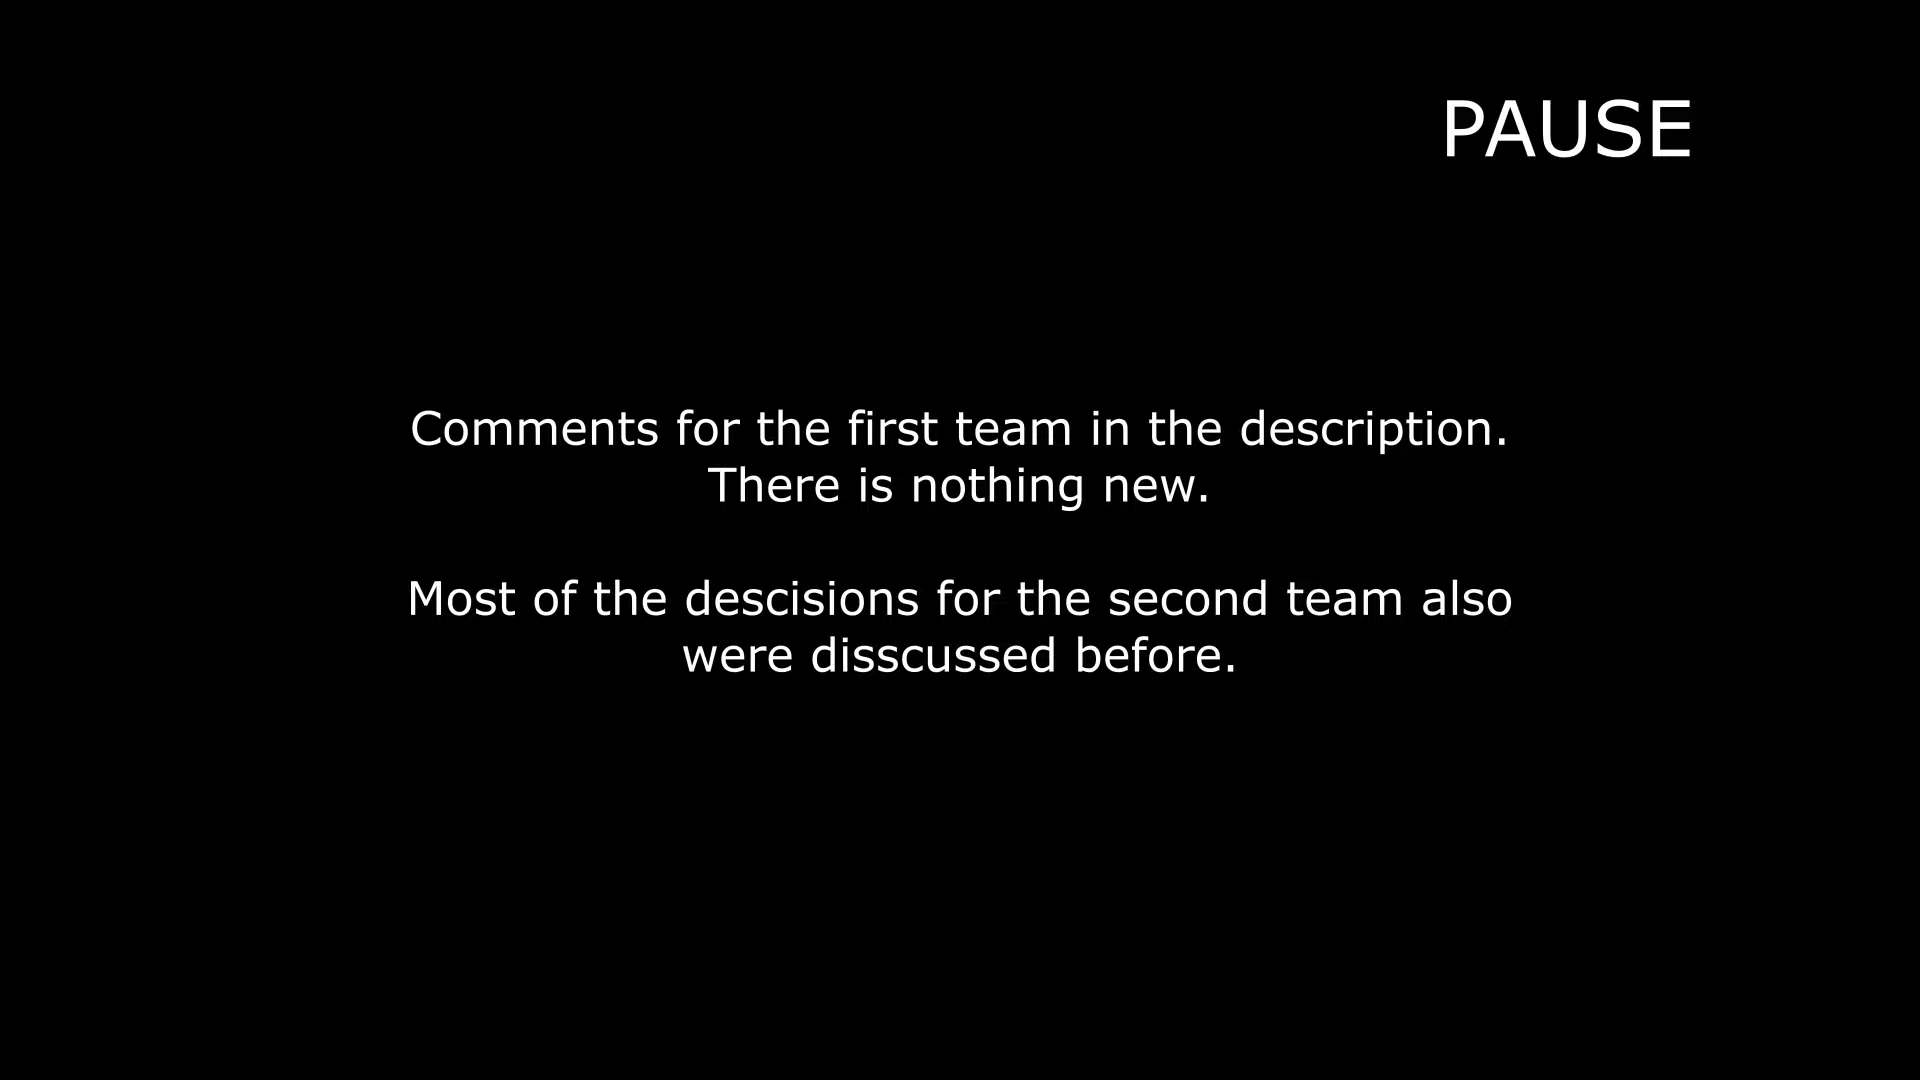 PAUSE
Comments for the first team in the description.
There is nothing new.
Most of the descisions for the second team also
were disscussed before.